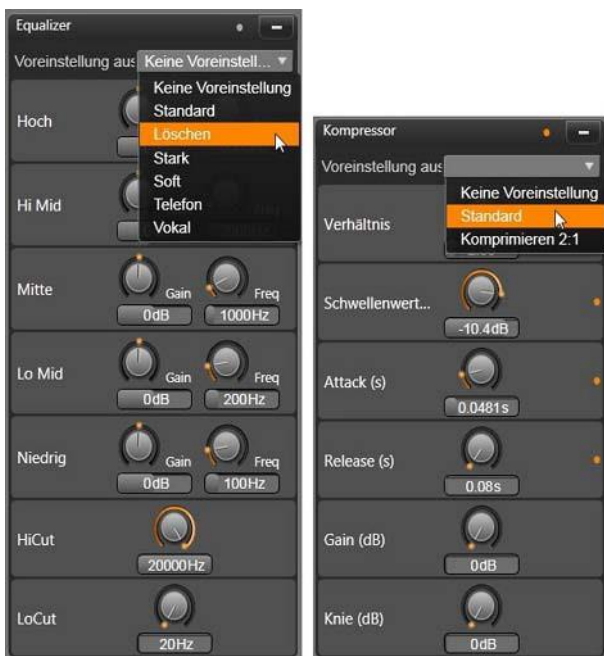 Equalizer
Voreinstellung aus Keine Voreinstell...
Keine Voreinstellung
Standard
Löschen
Stark
Soft
Telefon
Vokal
Hoch
Hi Mid
Mitte
Gain
Freq
0dB
1000Hz
Lo Mid
Gain
Freq
0dB
200Hz
Niedrig
Gain
Freq
0dB
100Hz
HiCut
20000Hz
LoCut
20Hz
Kompressor
Voreinstellung aus
Keine Voreinstellung
Standard
Komprimieren 2:1
Verhältnis
Schwellenwert...
-10.4dB
Attack (s)
0.0481s
Release (s)
0.08s
Gain (dB)
0dB
Knie (dB)
0dB